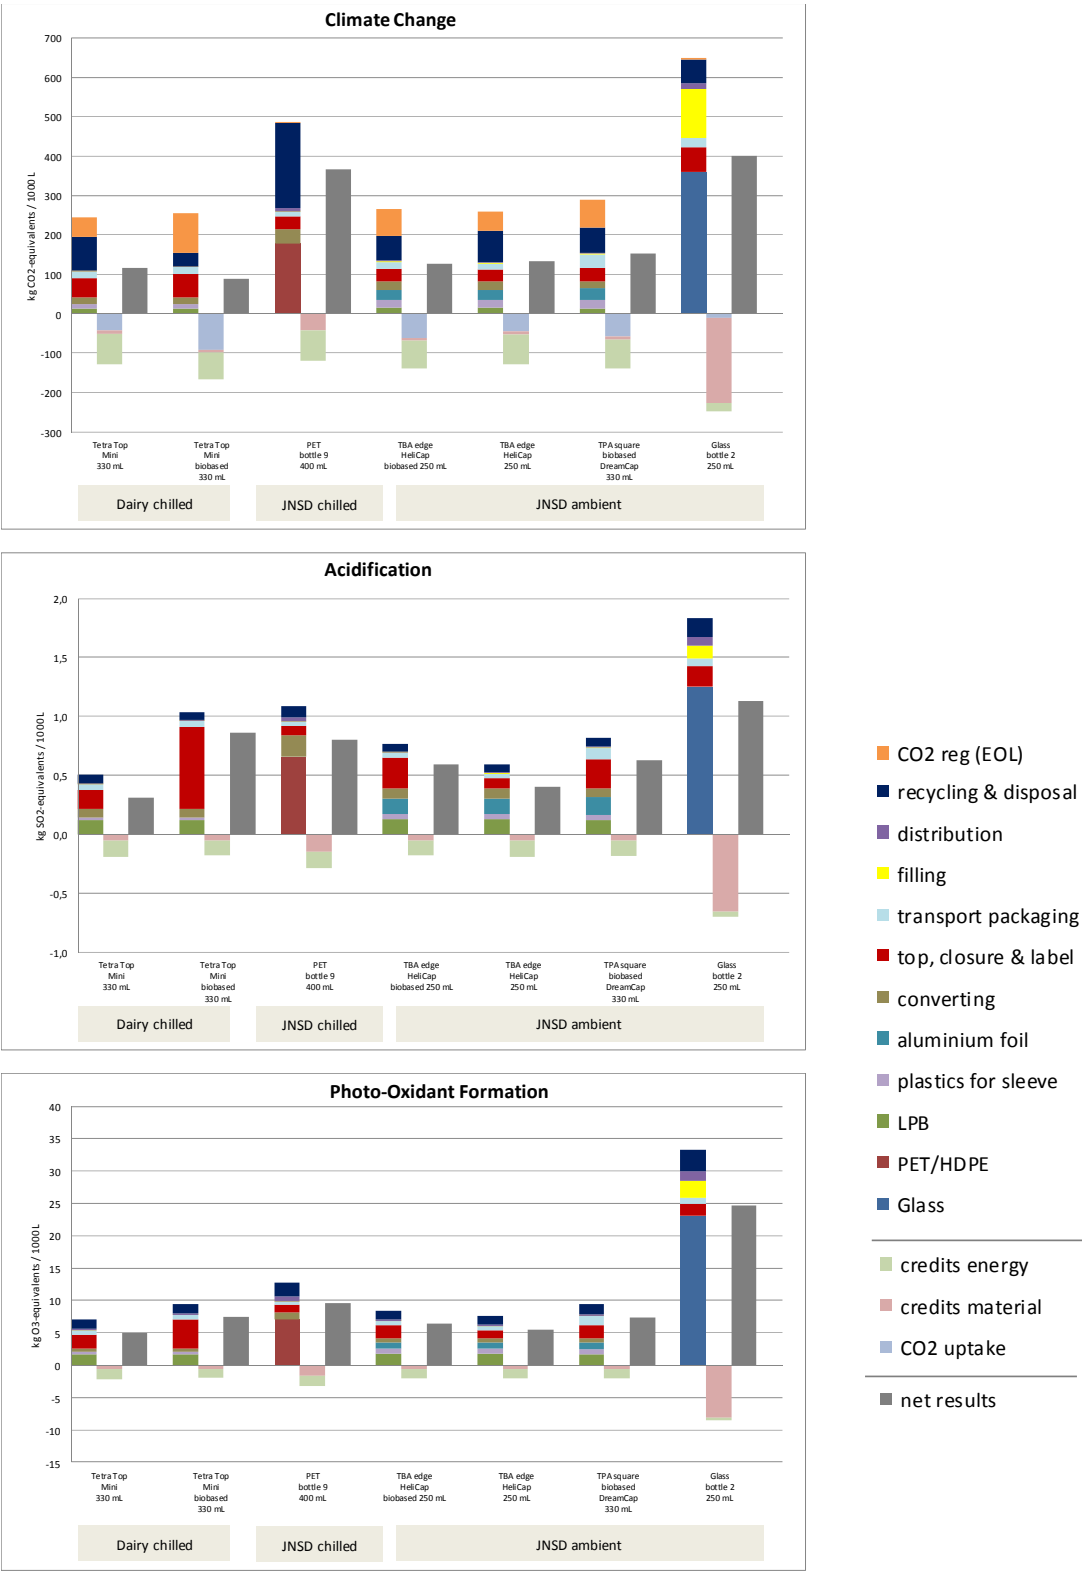 Climate Change
700
600
500
400
300
200
100
0
-100
-200
-300
kg CO2-equivalents / 1000 L
Tetra Top
Mini
330 mL
Tetra Top
Mini
biobased
330 mL
PET
bottle 9
400 mL
TBA edge
HeliCap
biobased 250 mL
TBA edge
HeliCap
250 mL
TPA square
biobased
DreamCap
330 mL
Glass
bottle 2
250 mL
Dairy chilled
JNSD chilled
JNSD ambient
Acidification
2,0
1,5
1,0
0,5
0,0
-0,5
-1,0
kg SO2-equivalents / 1000 L
Tetra Top
Mini
330 mL
Tetra Top
Mini
biobased
330 mL
PET
bottle 9
400 mL
TBA edge
HeliCap
biobased 250 mL
TBA edge
HeliCap
250 mL
TPA square
biobased
DreamCap
330 mL
Glass
bottle 2
250 mL
Dairy chilled
JNSD chilled
JNSD ambient
Photo-Oxidant Formation
40
35
30
25
20
15
10
5
0
-5
-10
-15
kg O3-equivalents / 1000 L
Tetra Top
Mini
330 mL
Tetra Top
Mini
biobased
330 mL
PET
bottle 9
400 mL
TBA edge
HeliCap
biobased 250 mL
TBA edge
HeliCap
250 mL
TPA square
biobased
DreamCap
330 mL
Glass
bottle 2
250 mL
Dairy chilled
JNSD chilled
JNSD ambient
CO2 reg (EOL)
recycling & disposal
distribution
filling
transport packaging
top, closure & label
converting
aluminium foil
plastics for sleeve
LPB
PET/HDPE
Glass
credits energy
credits material
CO2 uptake
net results